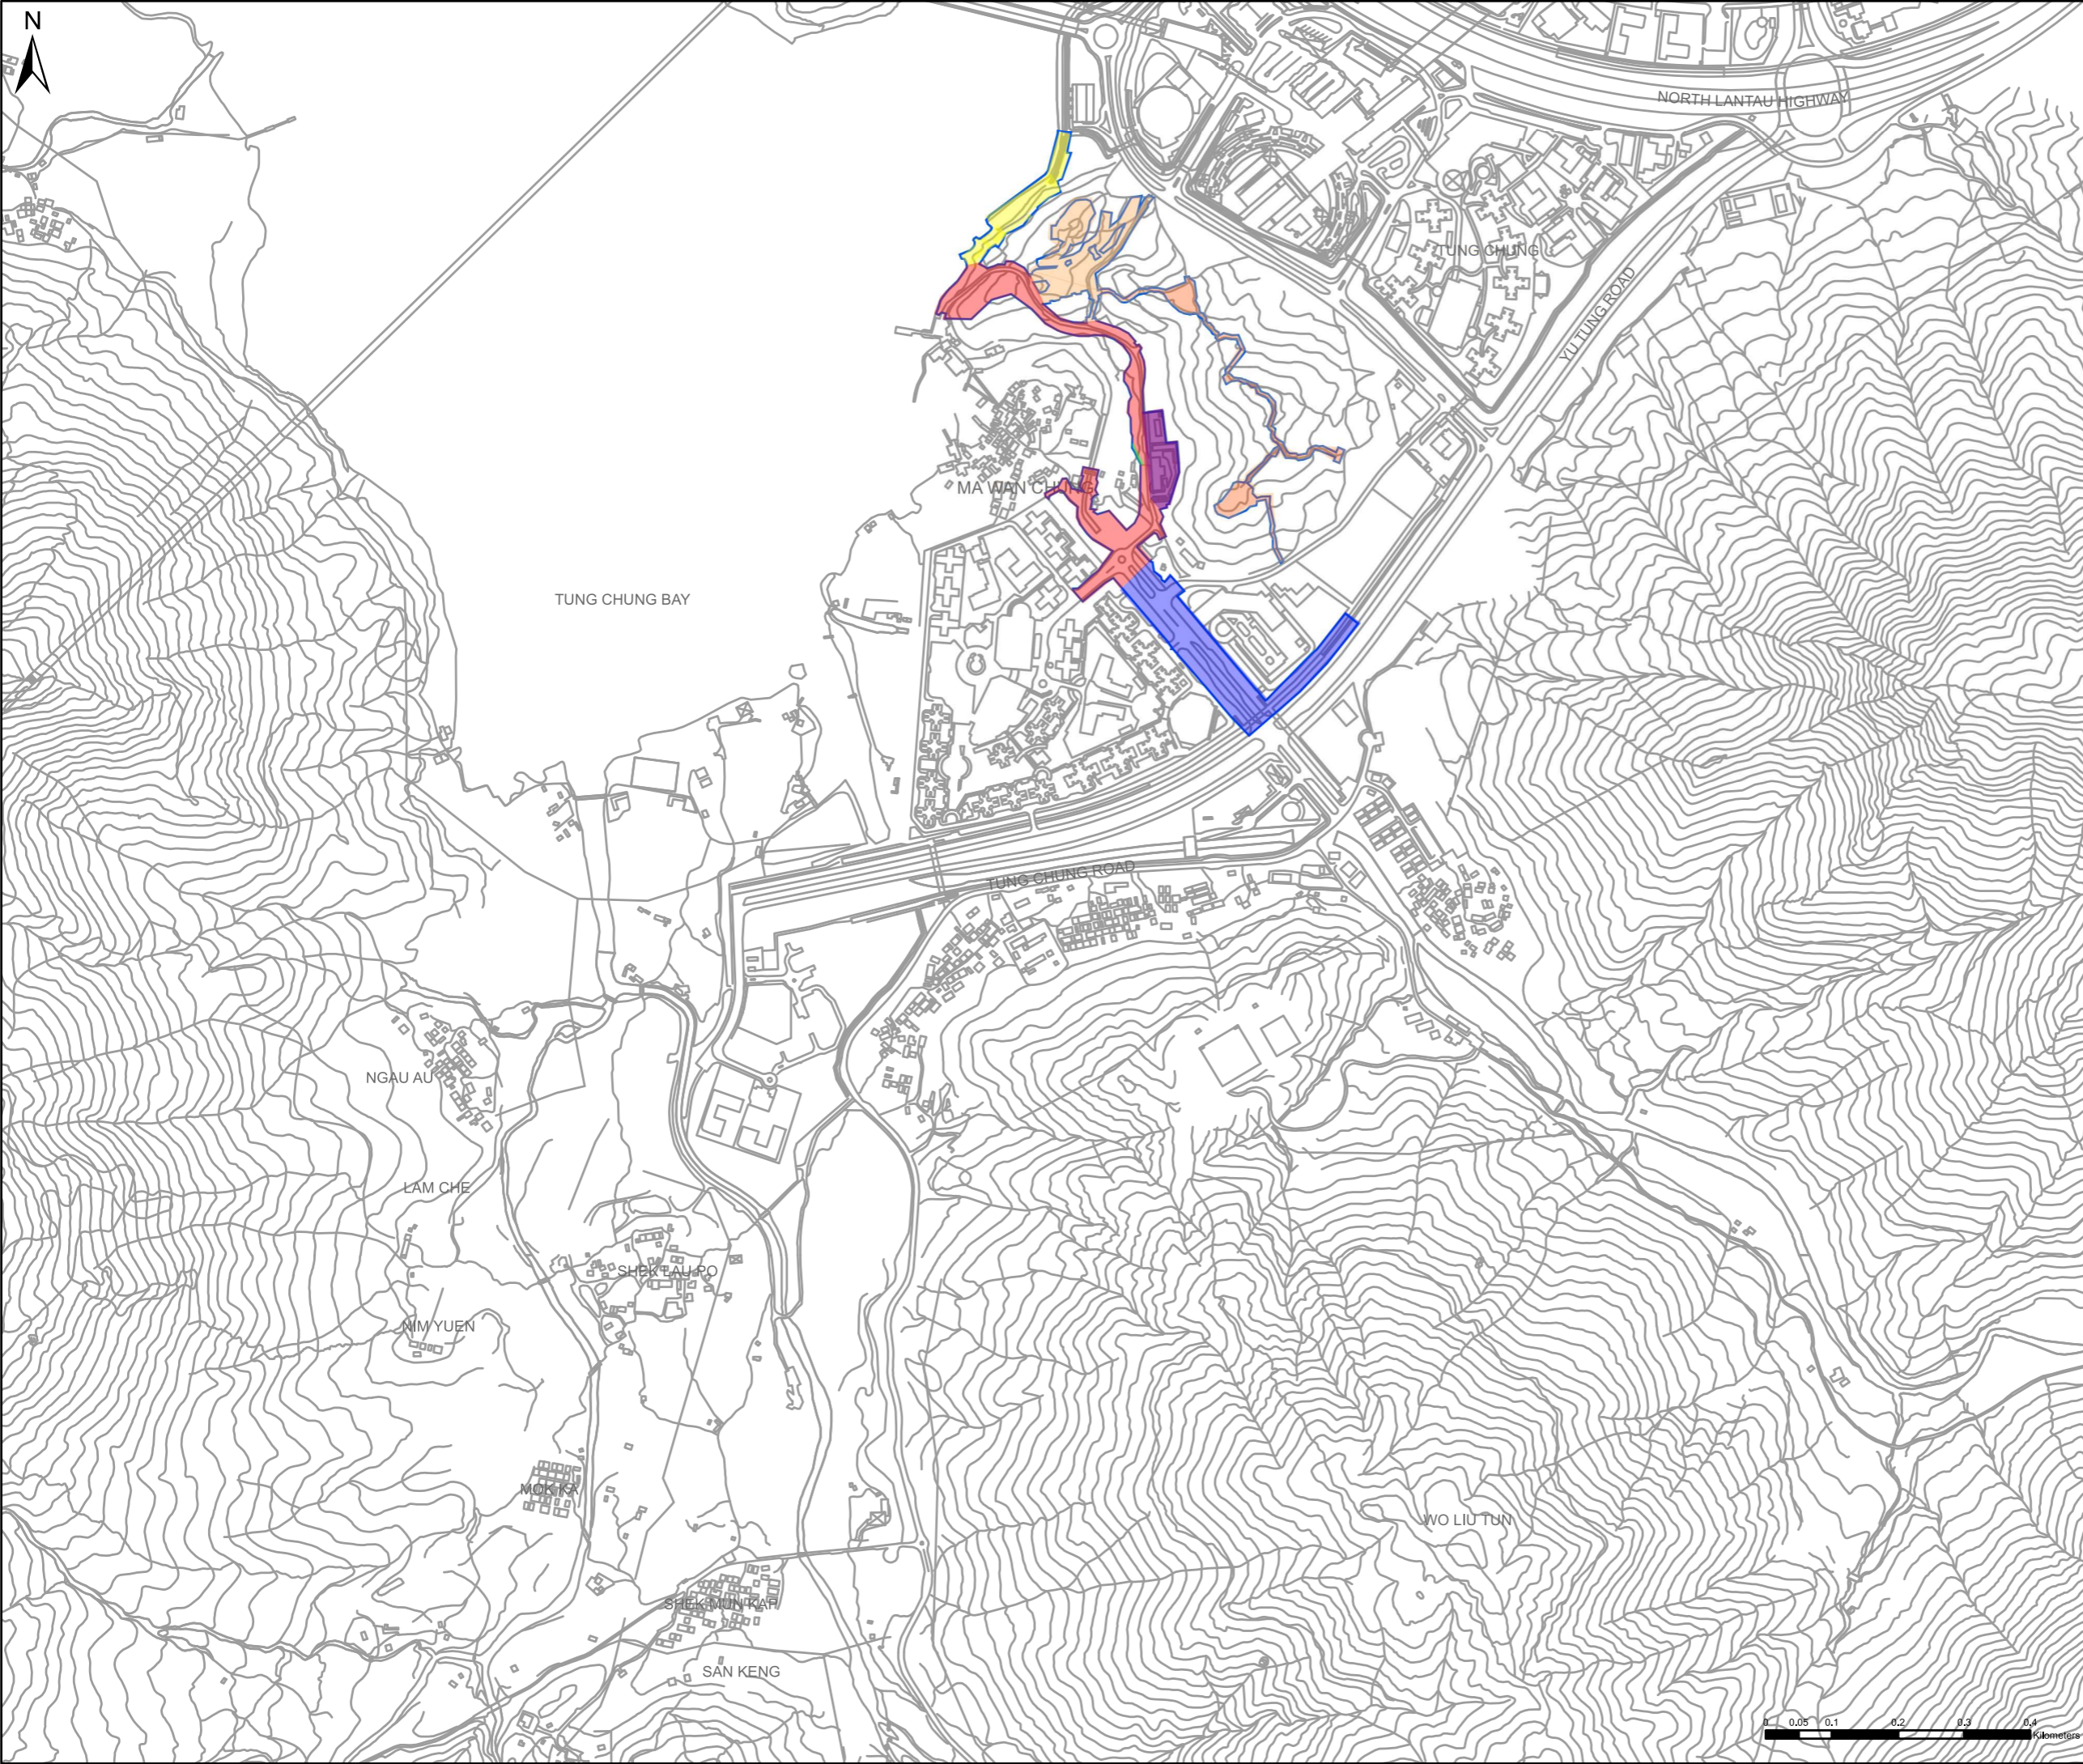 N
NORTH LANTAU HIGHWAY
TUNG CHUNG
YU TUNG ROAD
MA WAN CHUNG
TUNG CHUNG BAY
TUNG CHUNG ROAD
NGAU AU
LAM CHE
SHEK LAU PO
NIM YUEN
MOK KA
WO LIU TUN
SHEK MUN KAP
SAN KENG
0 0.05 0.1 0.2 0.3 0.4
Kilometers